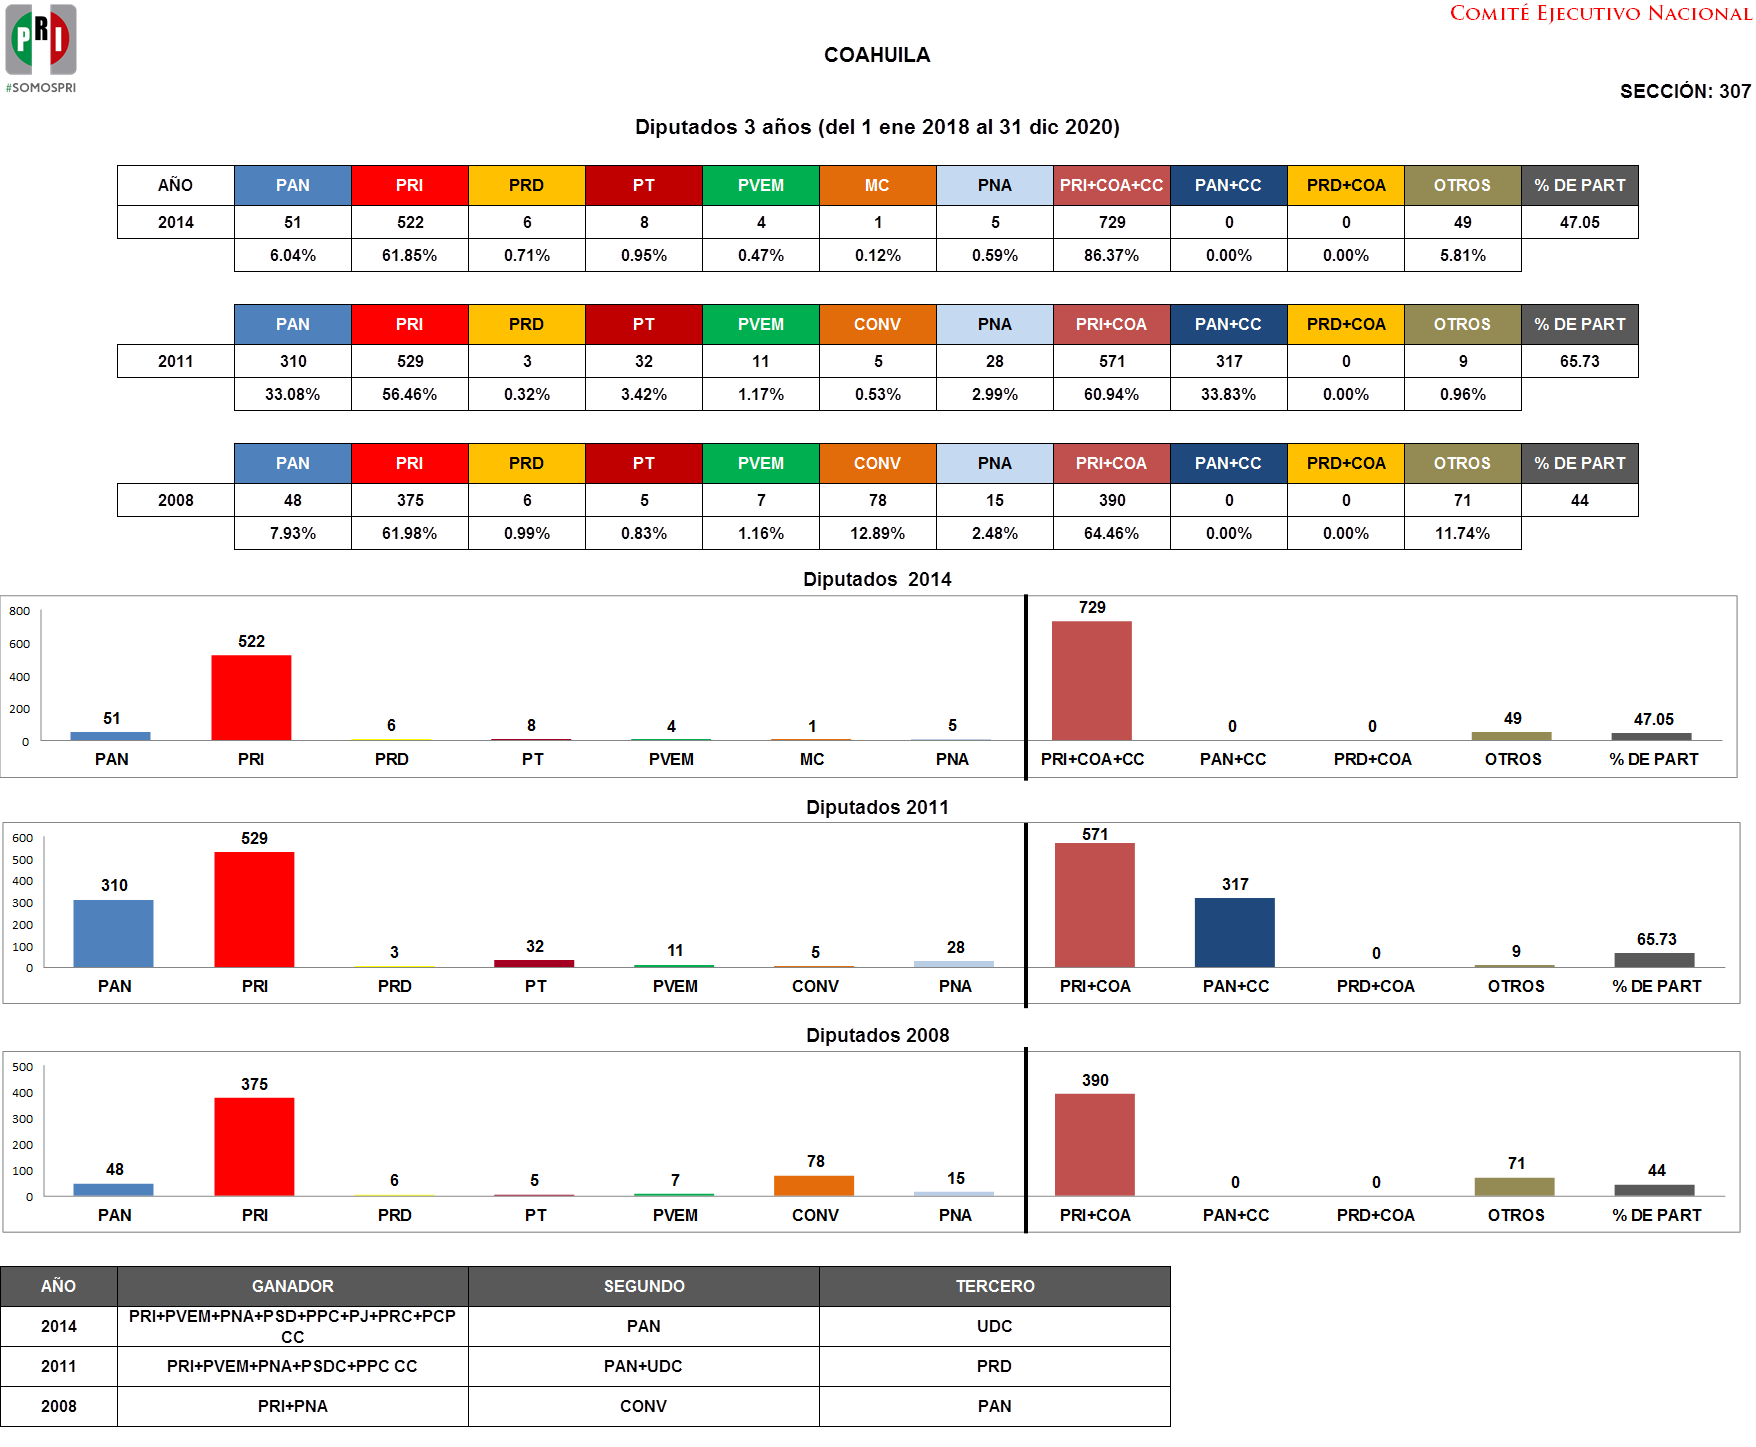 COMITÉ EJECUTIVO NACIONAL
PRI
#SOMOSPRI
COAHUILA
SECCIÓN: 307
Diputados 3 años (del 1 ene 2018 al 31 dic 2020)
AÑO PAN PRI PRD PT PVEM MC PNA PRI+COA+CC PAN+CC PRD+COA OTROS % DE PART
2014 51 522 6 8 4 1 5 729 0 0 49 47.05
6.04% 61.85% 0.71% 0.95% 0.47% 0.12% 0.59% 86.37% 0.00% 0.00% 5.81%
PAN PRI PRD PT PVEM CONV PNA PRI+COA PAN+CC PRD+COA OTROS % DE PART
2011 310 529 3 32 11 5 28 571 317 0 9 65.73
33.08% 56.46% 0.32% 3.42% 1.17% 0.53% 2.99% 60.94% 33.83% 0.00% 0.96%
PAN PRI PRD PT PVEM CONV PNA PRI+COA PAN+CC PRD+COA OTROS % DE PART
2008 48 375 6 5 7 78 15 390 0 0 71 44
7.93% 61.98% 0.99% 0.83% 1.16% 12.89% 2.48% 64.46% 0.00% 0.00% 11.74%
Diputados 2014
800
600
400
200
0
51 522 6 8 4 1 5 729 0 0 49 47.05
PAN PRI PRD PT PVEM MC PNA PRI+COA+CC PAN+CC PRD+COA OTROS % DE PART
Diputados 2011
600
500
400
300
200
100
0
310 529 3 32 11 5 28 571 317 0 9 65.73
PAN PRI PRD PT PVEM CONV PNA PRI+COA PAN+CC PRD+COA OTROS % DE PART
Diputados 2008
500
400
300
200
100
0
48 375 6 5 7 78 15 390 0 0 71 44
PAN PRI PRD PT PVEM CONV PNA PRI+COA PAN+CC PRD+COA OTROS % DE PART
AÑO GANADOR SEGUNDO TERCERO
2014 PRI+PVEM+PNA+PSD+PPC+PJ+PRC+PCP CC PAN UDC
2011 PRI+PVEM+PNA+PSDC+PPC CC PAN+UDC PRD
2008 PRI+PNA CONV PAN